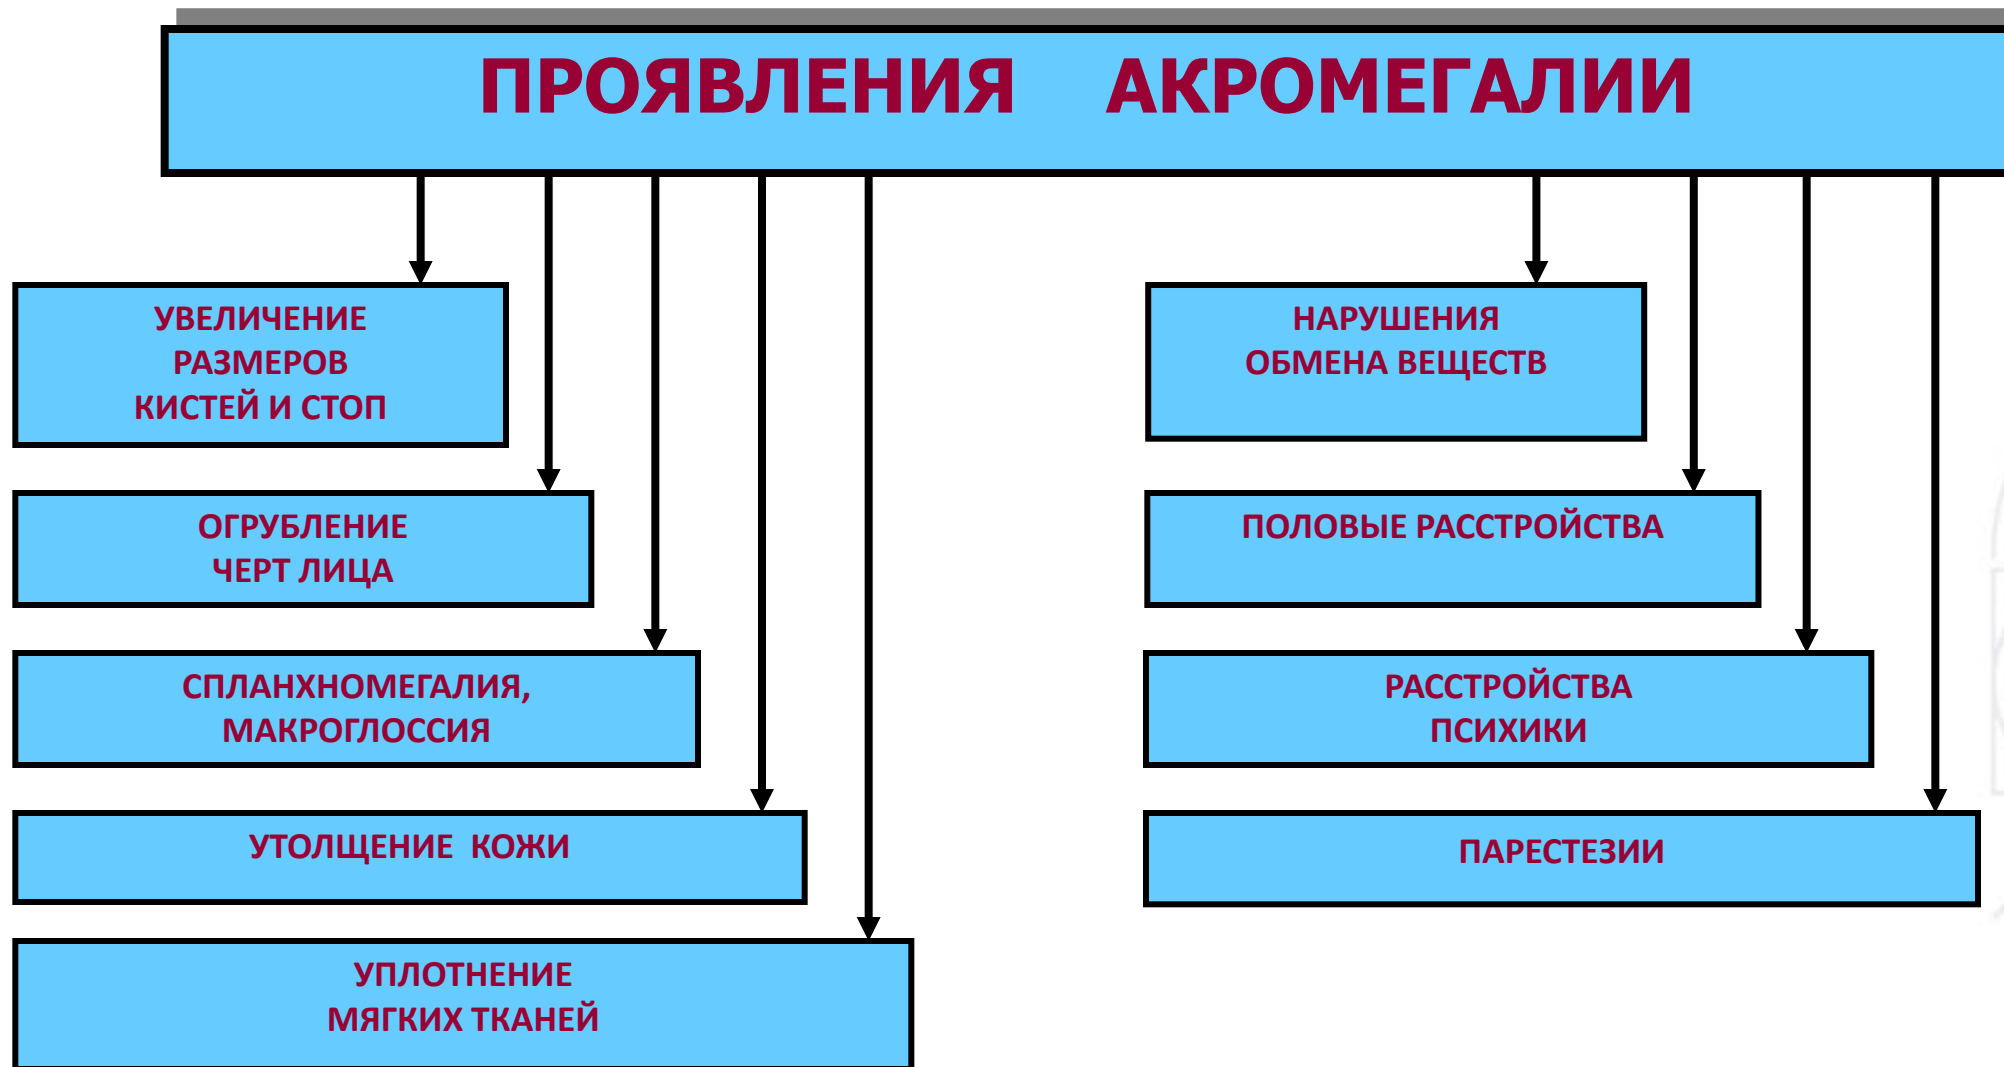 ПРОЯВЛЕНИЯ АКРОМЕГАЛИИ
УВЕЛИЧЕНИЕ
РАЗМЕРОВ
КИСТЕЙ И СТОП
ОГРУБЛЕНИЕ
ЧЕРТ ЛИЦА
СПЛАНХНОМЕГАЛИЯ,
МАКРОГЛОССИЯ
УТОЛЩЕНИЕ КОЖИ
УПЛОТНЕНИЕ
МЯГКИХ ТКАНЕЙ
НАРУШЕНИЯ
ОБМЕНА ВЕЩЕСТВ
ПОЛОВЫЕ РАССТРОЙСТВА
РАССТРОЙСТВА
ПСИХИКИ
ПАРЕСТЕЗИИ